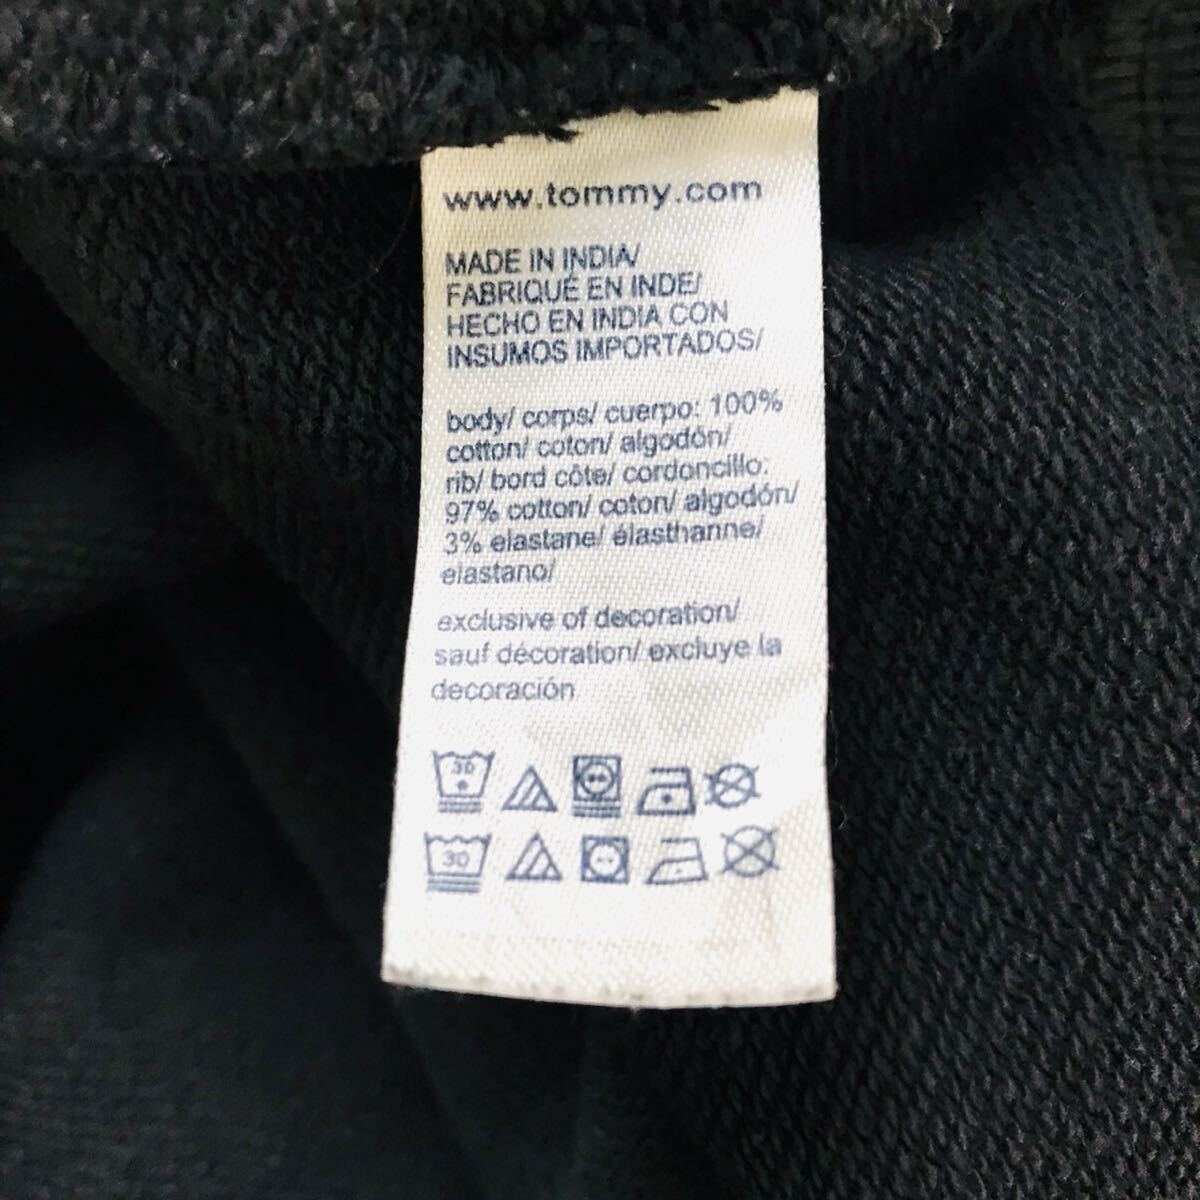 www.tommy.com
MADE IN INDIA/
FABRIQUÉ EN INDE/
HECHO EN INDIA CON
INSUMOS IMPORTADOS/
body/ corps/ cuerpo: 100%
cotton/ coton/ algodón/
rib/ bord côte/ cordoncillo:
97% cotton/ coton/ algodón/
3% elastane/ élasthanne/
elastano/
exclusive of decoration/
sauf décoration/ excluye la
decoración
30
30